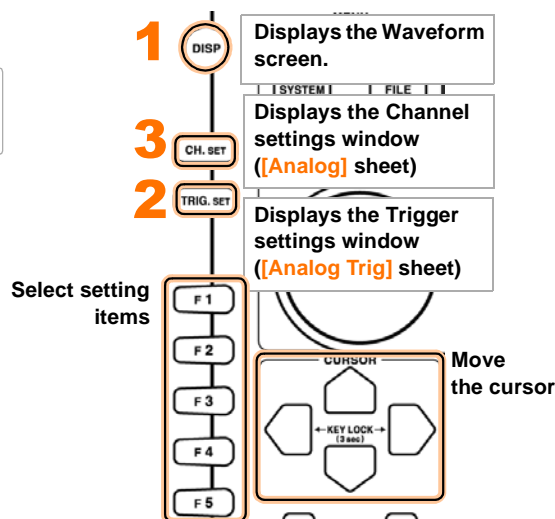 MENU
1
DISP
Displays the Waveform
screen.
SYSTEM
FILE
3
CH. SET
Displays the Channel
settings window
([Analog] sheet)
2
TRIG. SET
Displays the Trigger
settings window
([Analog Trig] sheet)
Select setting
items
F 1
F 2
F 3
F 4
F 5
CURSOR
Move
the cursor
←KEY LOCK→
(3 sec)